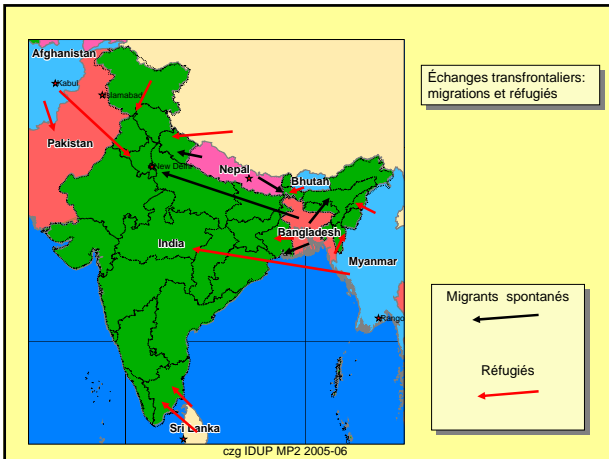 Afghanistan
Kabul
Islamabad
Pakistan
New Delhi
Nepal
Bhutan
Bangladesh
India
Myanmar
Rango
Sri Lanka
czg IDUP MP2 2005-06
Échanges transfrontaliers:
migrations et réfugiés
Migrants spontanés
Réfugiés